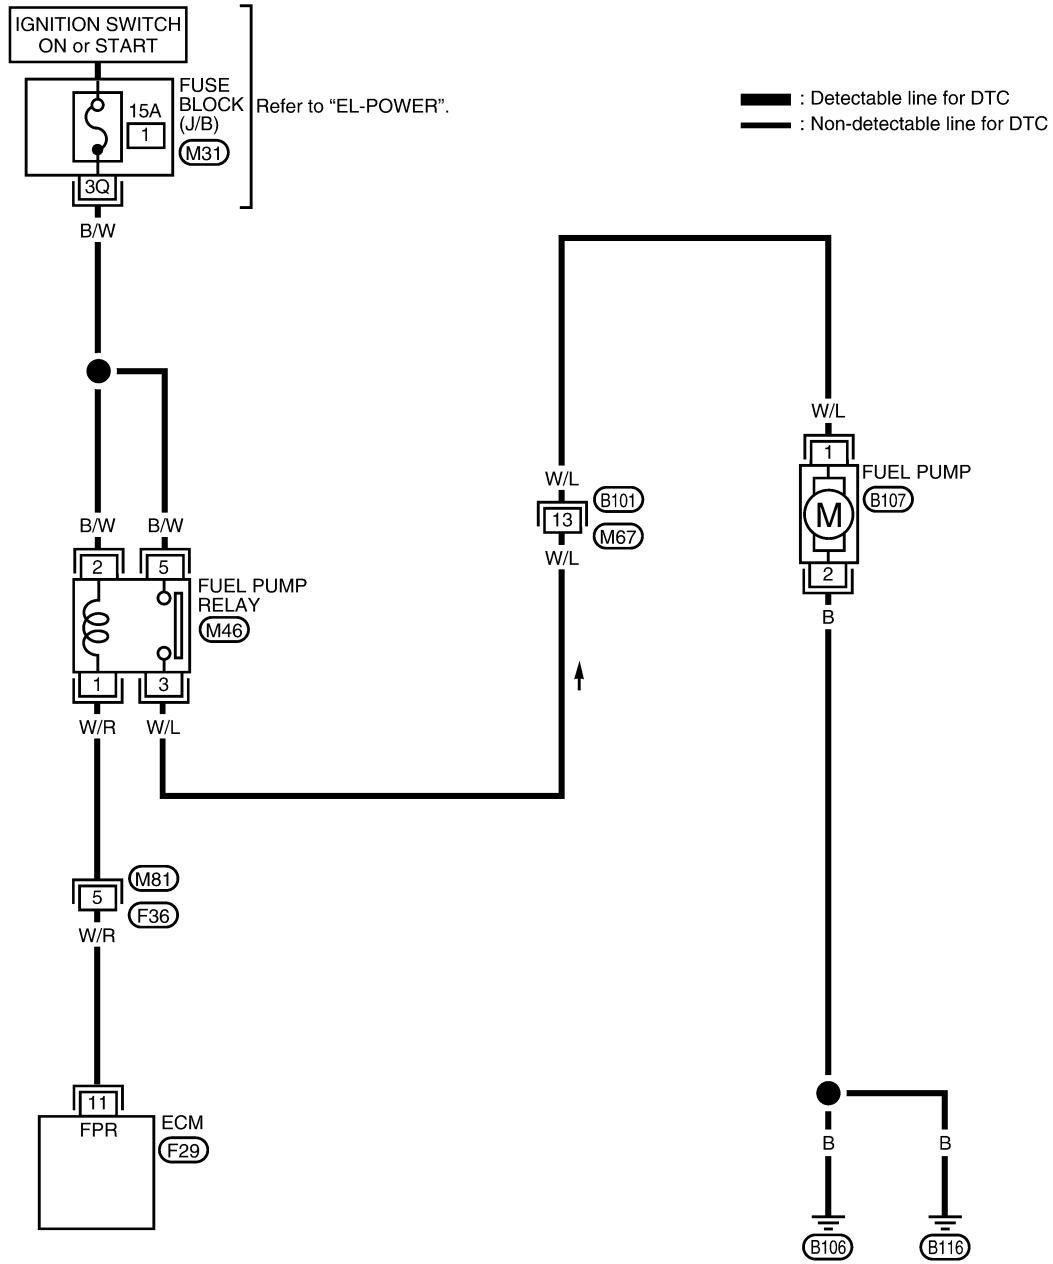 IGNITION SWITCH
ON or START
FUSE
BLOCK
(J/B)
M31
15A
1
3Q
Refer to “EL-POWER”.
: Detectable line for DTC
: Non-detectable line for DTC
B/W
B/W
B/W
2
5
FUEL PUMP
RELAY
M46
1
3
W/R
W/L
5
M81
F36
W/R
11
FPR
ECM
F29
W/L
13
B101
M67
W/L
W/L
1
FUEL PUMP
B107
M
2
B
B
B
B106
B116